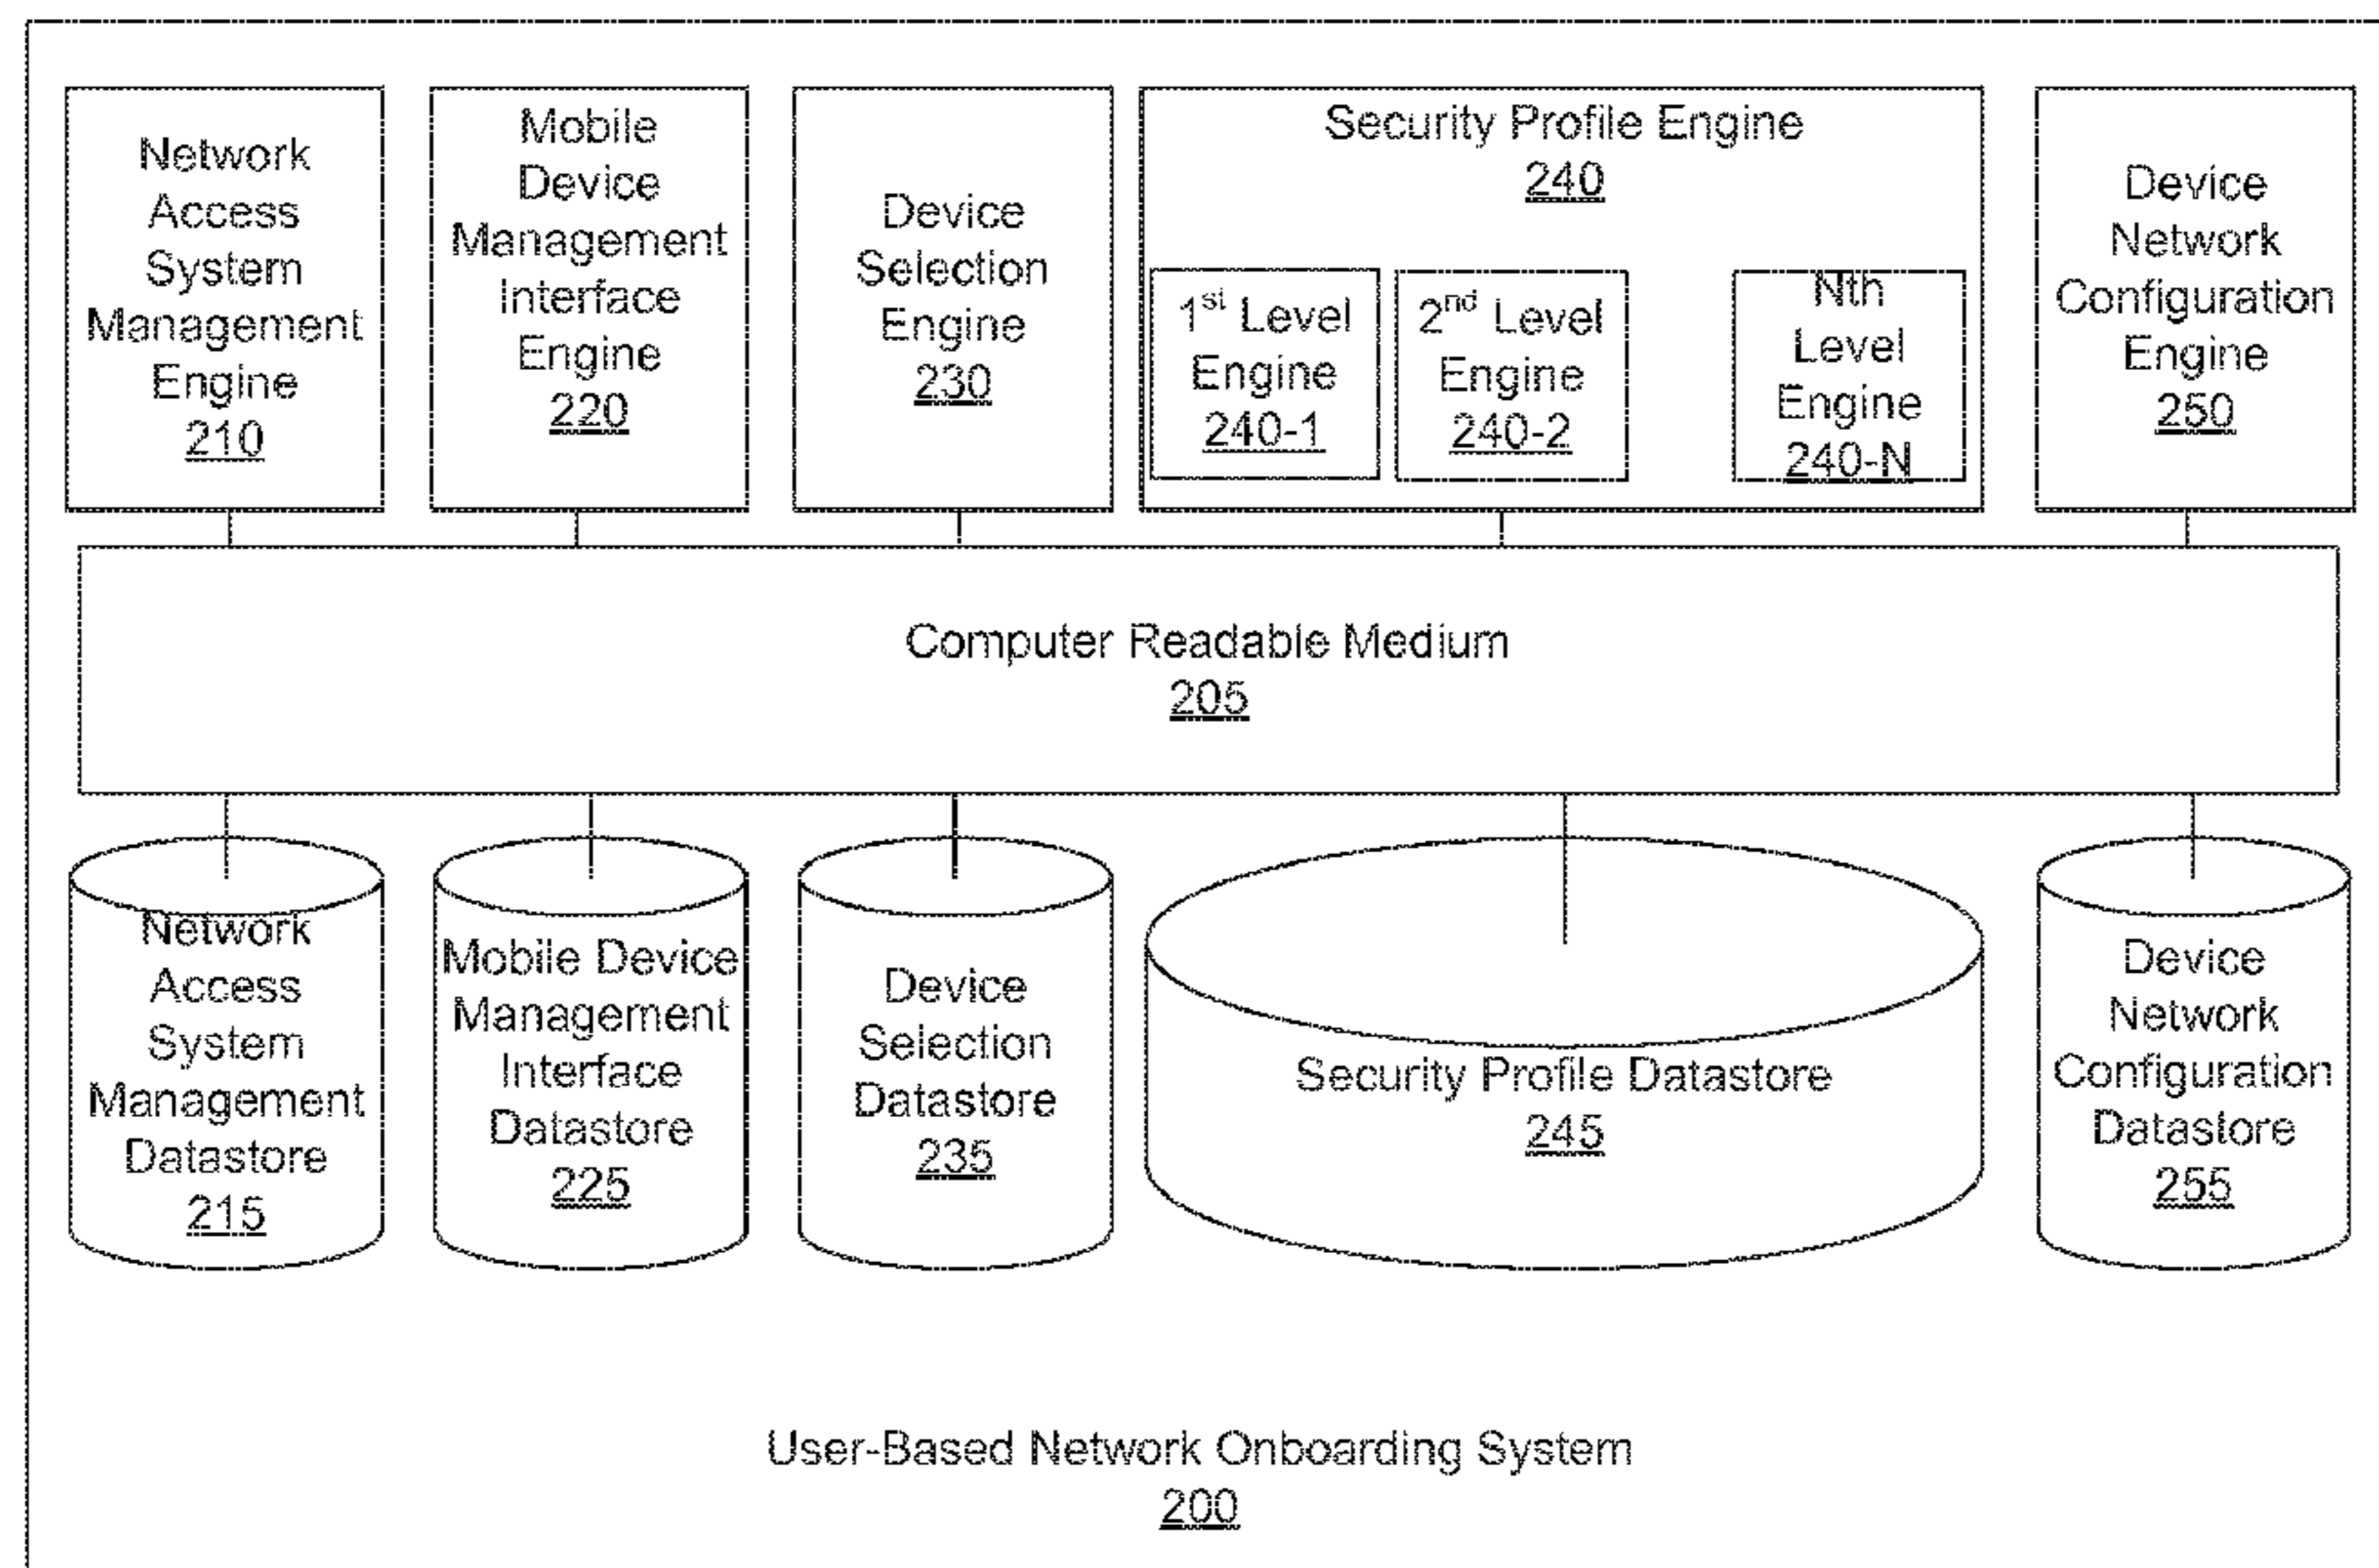 Network
Access
System
Management
Engine
210
Mobile
Device
Management
Interface
Engine
220
Device
Selection
Engine
230
Security Profile Engine
240
1st Level
Engine
240-1
2nd Level
Engine
240-2
Nth
Level
Engine
240-N
Device
Network
Configuration
Engine
250
Computer Readable Medium
205
Network
Access
System
Management
Datastore
215
Mobile Device
Management
Interface
Datastore
225
Device
Selection
Datastore
235
Security Profile Datastore
245
Device
Network
Configuration
Datastore
255
User-Based Network Onboarding System
200